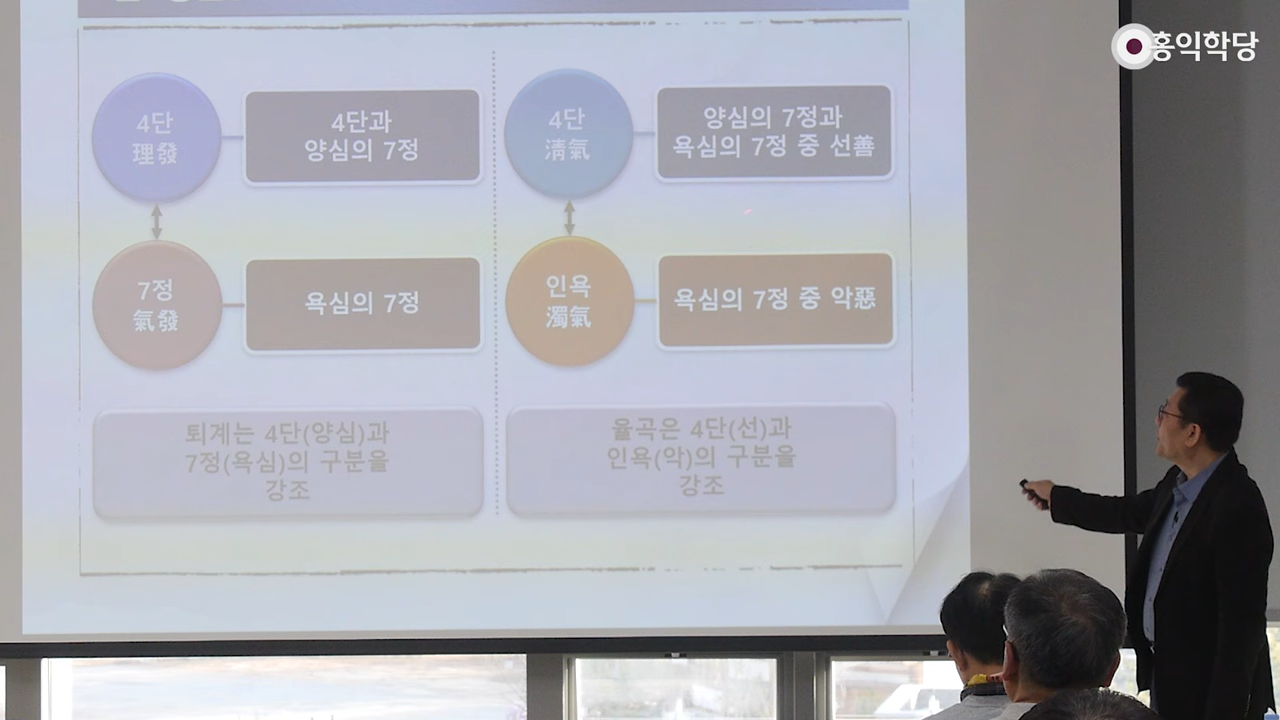 홍익학당
4단
理發
4단과
양심의 7정
7정
氣發
욕심의 7정
퇴계는 4단(양심)과
7정(욕심)의 구분을
강조
4단
淸氣
양심의 7정과
욕심의 7정 중 선善
인욕
濁氣
욕심의 7정 중 악惡
율곡은 4단(선)과
인욕(악)의 구분을
강조